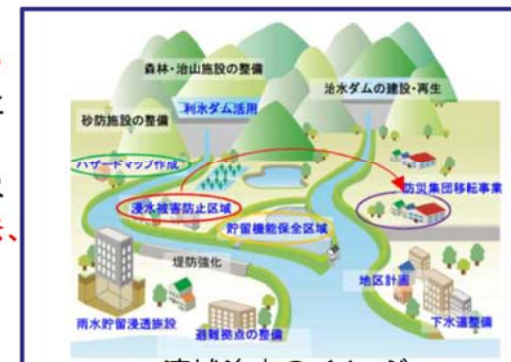 森林・治山施設の整備
治水ダムの建設・再生
利水ダム活用
砂防施設の整備
ハザードマップ作成
防災集団移転事業
浸水被害防止区域
貯留機能保全区域
堤防強化
地区計画
雨水貯留浸透施設
避難拠点の整備
下水道整備